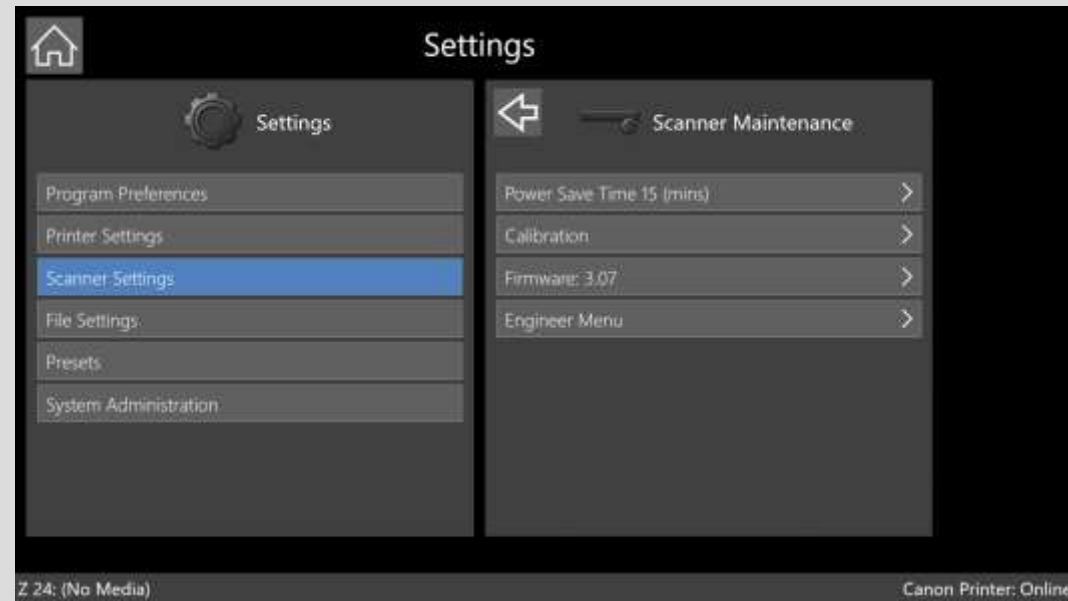 Settings
Settings
Program Preferences
Printer Settings
Scanner Settings
File Settings
Presets
System Administration
Scanner Maintenance
Power Save Time 15 (mins)
Calibration
Firmware: 3.07
Engineer Menu
Z 24: (No Media)
Canon Printer: Online